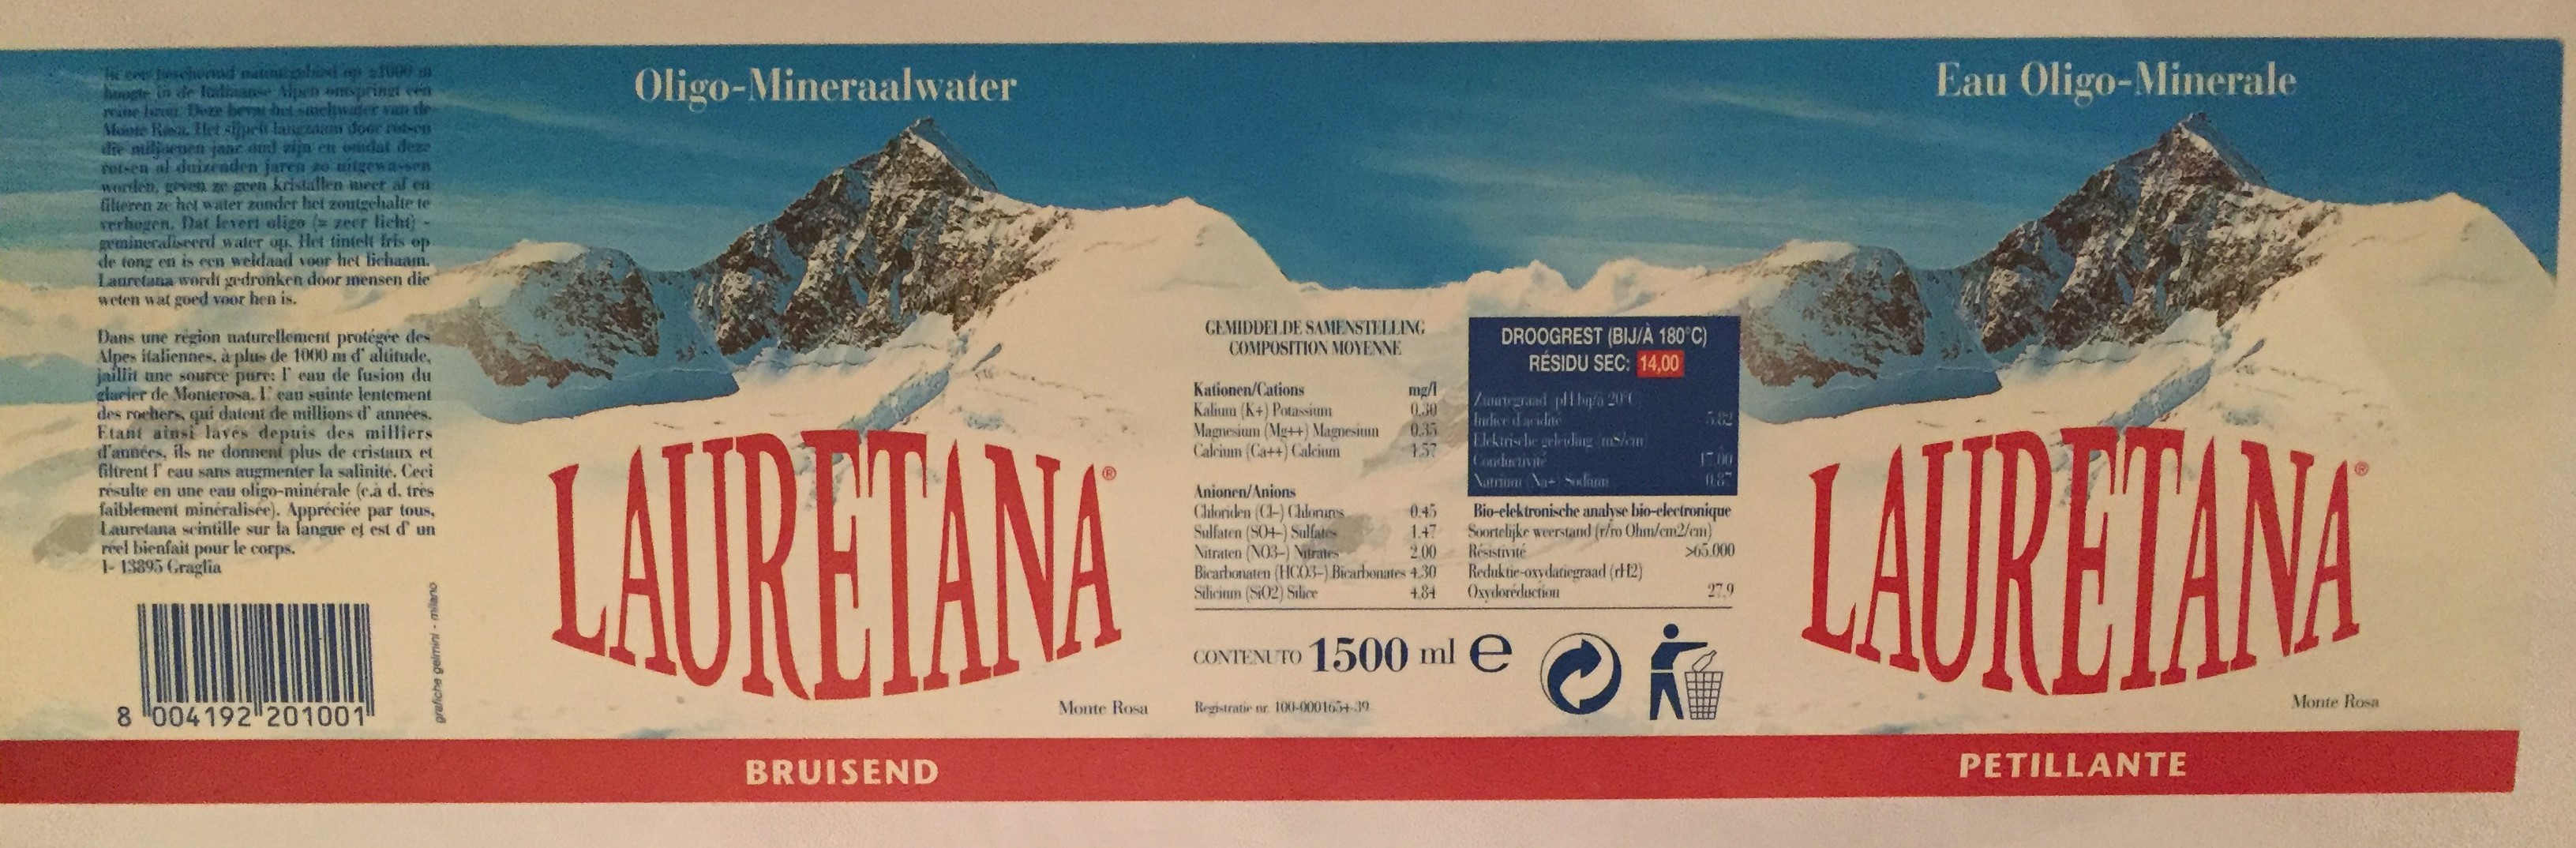 In een beschermd natuurgebied op ±1000 m
hoogte in de Italiaanse Alpen ontspringt een
reine bron. Deze bevat het smeltwater van de
Monte Rosa. Het sijpelt langzaam door rotsen
die miljoenen jaar oud zijn en omdat deze
rotsen al duizenden jaren zo uitgewassen
worden, geven ze geen kristallen meer af en
filteren ze het water zonder het zoutgehalte te
verhogen. Dat levert oligo (= zeer licht) -
gemineraliseerd water op. Het tintelt fris op
de tong en is een weldaad voor het lichaam.
Lauretana wordt gedronken door mensen die
weten wat goed voor hen is.
Dans une région naturellement protégée des
Alpes italiennes, à plus de 1000 m d' altitude,
jaillit une source pure: l' eau de fusion du
glacier de Monterosa. L' eau suinte lentement
des rochers, qui datent de millions d' années.
Etant ainsi lavés depuis des milliers
d'années, ils ne donnent plus de cristaux et
filtrent l' eau sans augmenter la salinité. Ceci
résulte en une eau oligo-minérale (c.à d. très
faiblement minéralisée). Appréciée par tous,
Lauretana scintille sur la langue et est d' un
réel bienfait pour le corps.
I- 13895 Graglia
grafiche gelmini - milano
8 004192 201001
Oligo-Mineraalwater
LAURETANA®
Monte Rosa
BRUISEND
GEMIDDELDE SAMENSTELLING
COMPOSITION MOYENNE
Kationen/Cations mg/l
Kalium (K+) Potassium 0.30
Magnesium (Mg++) Magnesium 0.35
Calcium (Ca++) Calcium 1.57
Anionen/Anions
Chloriden (Cl-) Chlorures 0.45
Sulfaten (SO4-) Sulfates 1.47
Nitraten (NO3-) Nitrates 2.00
Bicarbonaten (HCO3-) Bicarbonates 4.30
Silicium (SiO2) Silice 4.84
DROOGREST (BIJ/À 180°C)
RÉSIDU SEC: 14,00
Zuurtegraad pH bij/à 20°C
Indice d'acidité 5.82
Elektrische geleiding (mS/cm)
Conductivité 17.00
Natrium (Na+) Sodium 0.87
Bio-elektronische analyse bio-electronique
Soortelijke weerstand (r/ro Ohm/cm2/cm)
Résistivité >65.000
Reduktie-oxydatiegraad (rH2)
Oxydoréduction 27,9
CONTENUTO 1500 ml e
Registratie nr. 100-0001654-39
Eau Oligo-Minerale
LAURETANA®
Monte Rosa
PETILLANTE